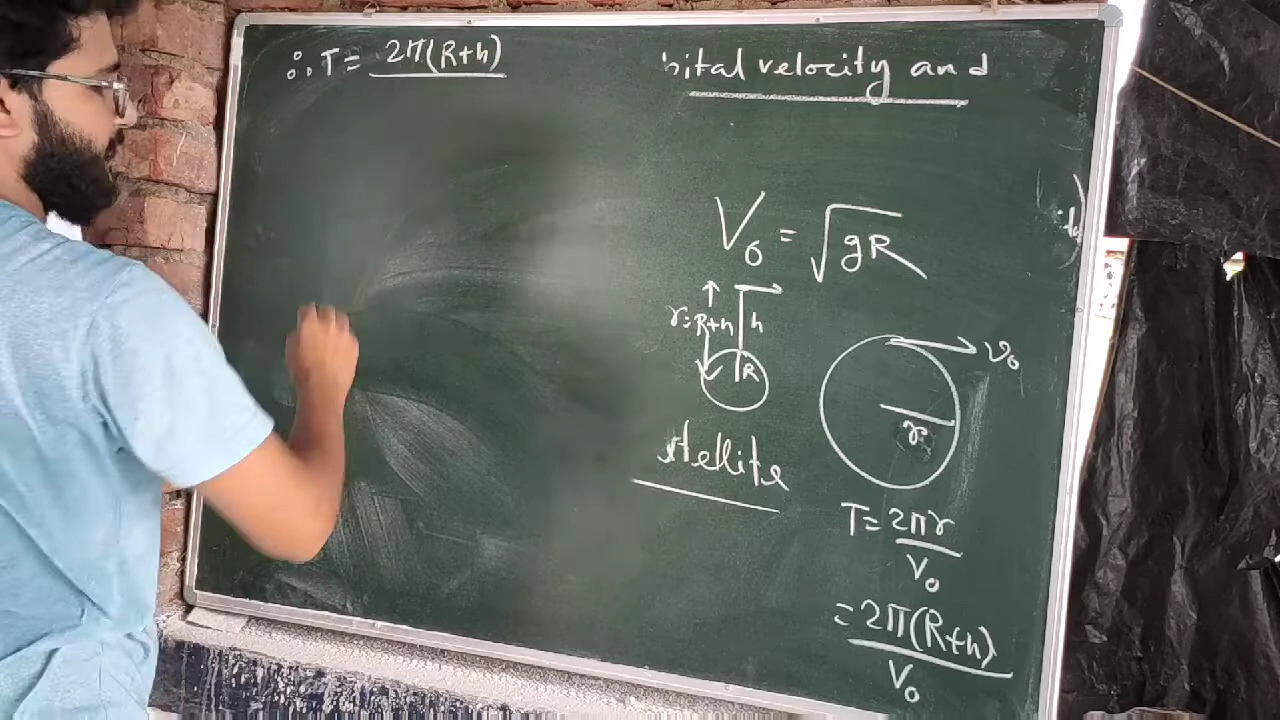 ∴ T = 2π(R+h)
bital velocity and
V₀ = √gR
r=R+h
h
R
v₀
r
tellite
T = 2πr / V₀
= 2π(R+h) / V₀